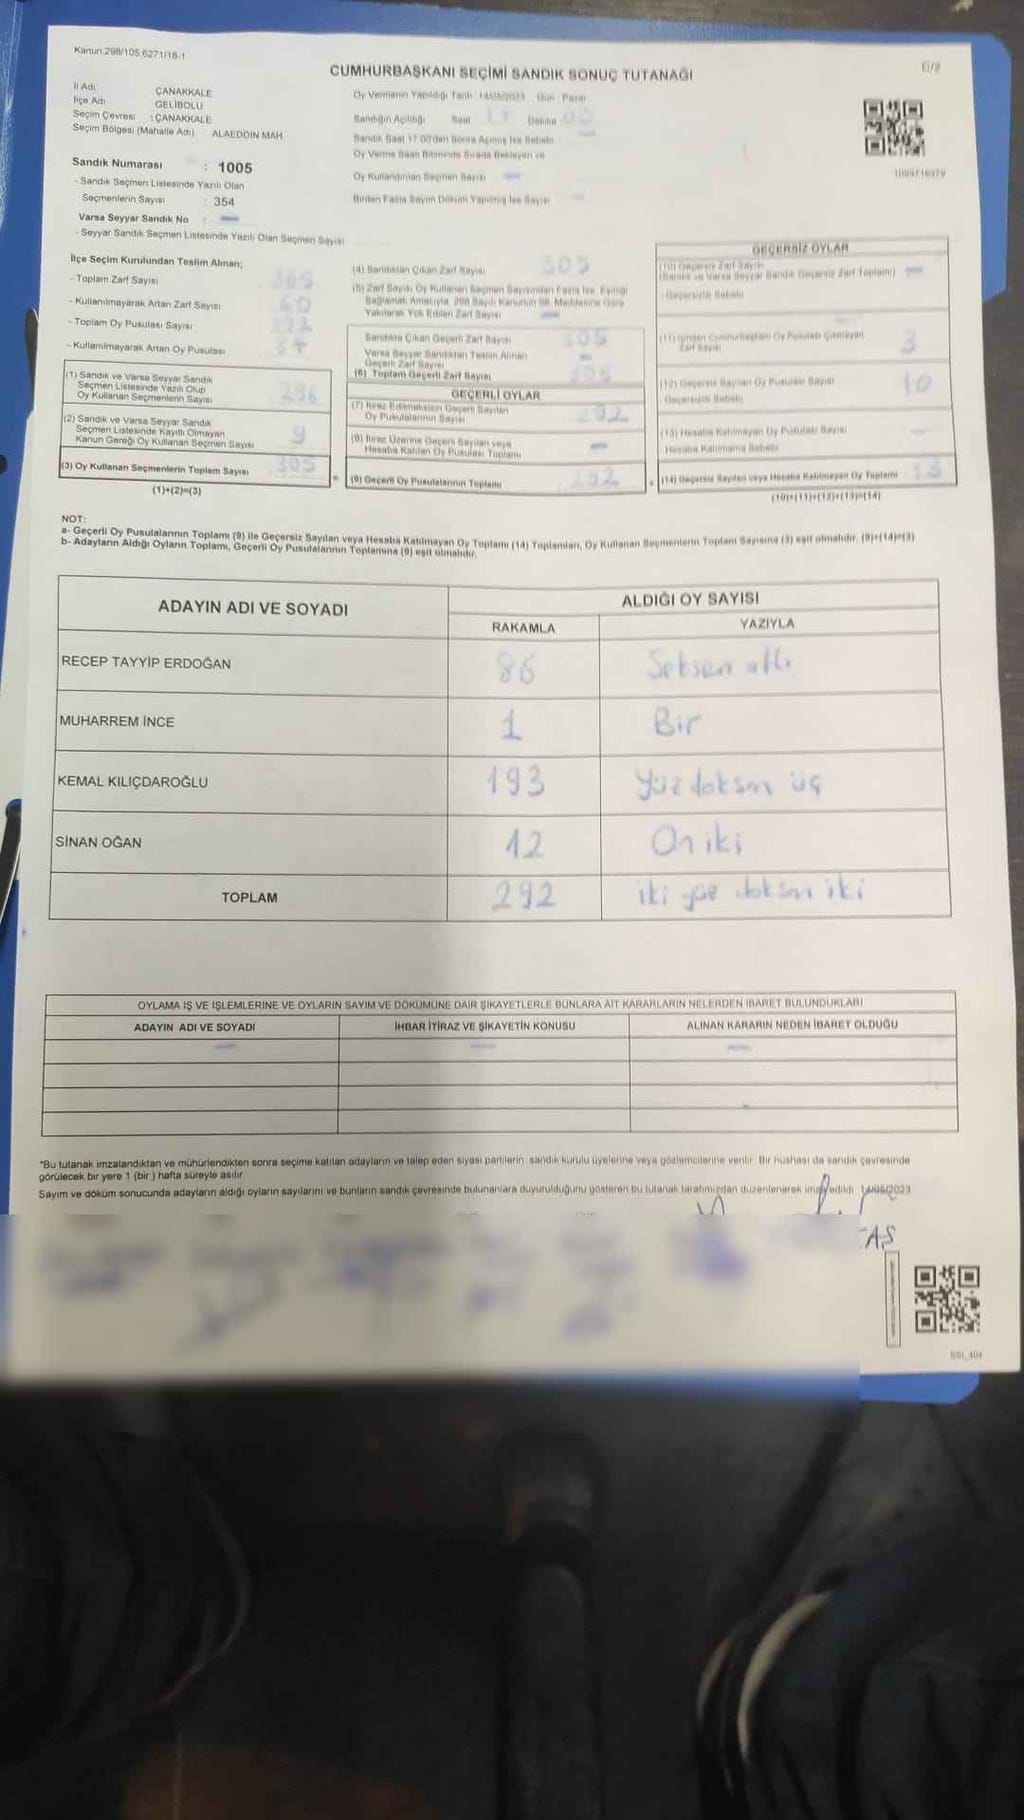 Kanun:298/105,6271/18-1
CUMHURBAŞKANI SEÇİMİ SANDIK SONUÇ TUTANAĞI
İl Adı ÇANAKKALE
İlçe Adı GELİBOLU
Seçim Çevresi : ÇANAKKALE
Seçim Bölgesi (Mahalle Adı) ALAEDDİN MAH
Oy Vermenin Yapıldığı Tarih 14/05/2023 Gün Pazar
Sandığın Açıldığı Saat 17 Dakika
Sandık Saat 17:00'den Sonra Açılmış İse Sebebi
Oy Verme Saati Bitiminde Sırada Bekleyen ve
Oy Kullandırılan Seçmen Sayısı
Birden Fazla Sayım Döküm Yapılmış İse Sayısı
Sandık Numarası : 1005
- Sandık Seçmen Listesinde Yazılı Olan
Seçmenlerin Sayısı 354
Varsa Seyyar Sandık No : —
- Seyyar Sandık Seçmen Listesinde Yazılı Olan Seçmen Sayısı
İlçe Seçim Kurulundan Teslim Alınan;
- Toplam Zarf Sayısı 365
- Kullanılmayarak Artan Zarf Sayısı 60
- Toplam Oy Pusulası Sayısı
- Kullanılmayarak Artan Oy Pusulası
(1) Sandık ve Varsa Seyyar Sandık
Seçmen Listesinde Yazılı Olup
Oy Kullanan Seçmenlerin Sayısı 296
(2) Sandık ve Varsa Seyyar Sandık
Seçmen Listesinde Kayıtlı Olmayan
Kanun Gereği Oy Kullanan Seçmen Sayısı 9
(3) Oy Kullanan Seçmenlerin Toplam Sayısı 305
(1)+(2)=(3)
(4) Sandıktan Çıkan Zarf Sayısı 305
(5) Zarf Sayısı Oy Kullanan Seçmen Sayısından Fazla İse, Eşitliği
Sağlamak Amacıyla, 298 Sayılı Kanunun 98. Maddesine Göre
Yakılarak Yok Edilen Zarf Sayısı —
Sandıkta Çıkan Geçerli Zarf Sayısı 305
Varsa Seyyar Sandıktan Teslim Alınan
Geçerli Zarf Sayısı —
(6) Toplam Geçerli Zarf Sayısı 305
GEÇERLİ OYLAR
(7) İtiraz Edilmeksizin Geçerli Sayılan
Oy Pusulalarının Sayısı 292
(8) İtiraz Üzerine Geçerli Sayılan veya
Hesaba Katılan Oy Pusulası Toplamı —
(9) Geçerli Oy Pusulalarının Toplamı 292
GEÇERSİZ OYLAR
(10) Geçersiz Zarf Sayısı
(Sandık ve Varsa Seyyar Sandık Geçersiz Zarf Toplamı) —
- Geçersizlik Sebebi
(11) İçinden Cumhurbaşkanı Oy Pusulası Çıkmayan
Zarf Sayısı 3
(12) Geçersiz Sayılan Oy Pusulası Sayısı 10
Geçersizlik Sebebi
(13) Hesaba Katılmayan Oy Pusulası Sayısı
- Hesaba Katılmama Sebebi
(14) Geçersiz Sayılan veya Hesaba Katılmayan Oy Toplamı 13
(10)+(11)+(12)+(13)=(14)
NOT:
a- Geçerli Oy Pusulalarının Toplamı (9) ile Geçersiz Sayılan veya Hesaba Katılmayan Oy Toplamı (14) Toplamları, Oy Kullanan Seçmenlerin Toplam Sayısına (3) eşit olmalıdır. (9)+(14)=(3)
b- Adayların Aldığı Oyların Toplamı, Geçerli Oy Pusulalarının Toplamına (9) eşit olmalıdır.
ADAYIN ADI VE SOYADI
ALDIĞI OY SAYISI
RAKAMLA YAZIYLA
RECEP TAYYİP ERDOĞAN 86 Seksen altı
MUHARREM İNCE 1 Bir
KEMAL KILIÇDAROĞLU 193 Yüz doksan üç
SİNAN OĞAN 12 On iki
TOPLAM 292 iki yüz doksan iki
OYLAMA İŞ VE İŞLEMLERİNE VE OYLARIN SAYIM VE DÖKÜMÜNE DAİR ŞİKAYETLERLE BUNLARA AİT KARARLARIN NELERDEN İBARET BULUNDUKLARI
ADAYIN ADI VE SOYADI İHBAR İTİRAZ VE ŞİKAYETİN KONUSU ALINAN KARARIN NEDEN İBARET OLDUĞU
— — —
*Bu tutanak imzalandıktan ve mühürlendikten sonra seçime katılan adayların ve talep eden siyasi partilerin sandık kurulu üyelerine veya gözlemcilerine verilir. Bir nüshası da sandık çevresinde
görülecek bir yere 1 (bir ) hafta süreyle asılır.
Sayım ve döküm sonucunda adayların aldığı oyların sayılarını ve bunların sandık çevresinde bulunanlara duyurulduğunu gösteren bu tutanak tarafımızdan düzenlenerek imza edildi. 14/05/2023